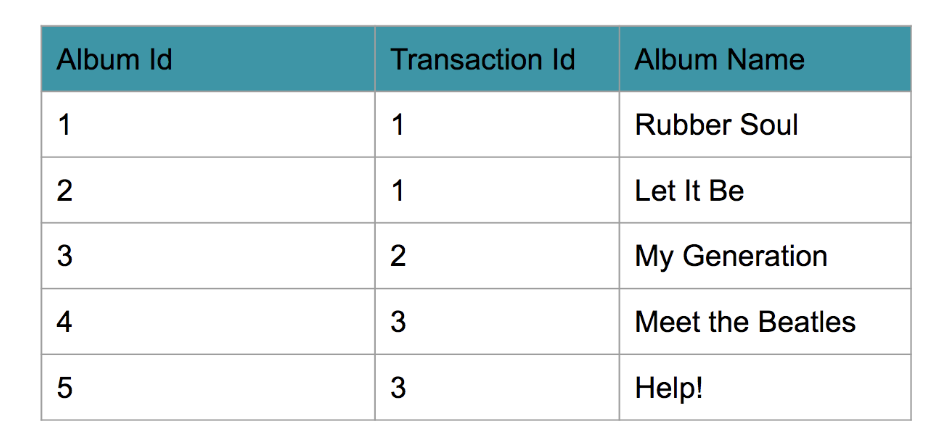 Album Id Transaction Id Album Name
1 1 Rubber Soul
2 1 Let It Be
3 2 My Generation
4 3 Meet the Beatles
5 3 Help!